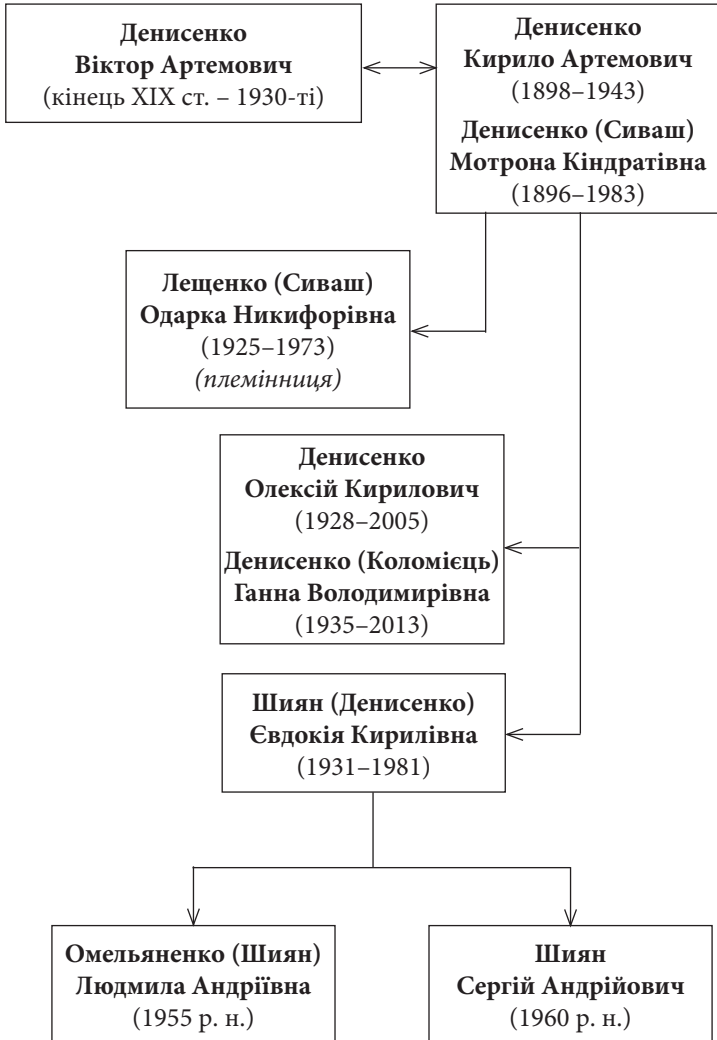 Денисенко
Віктор Артемович
(кінець ХІХ ст. – 1930-ті)
Денисенко
Кирило Артемович
(1898–1943)
Денисенко (Сиваш)
Мотрона Кіндратівна
(1896–1983)
Лещенко (Сиваш)
Одарка Никифорівна
(1925–1973)
(племінниця)
Денисенко
Олексій Кирилович
(1928–2005)
Денисенко (Коломієць)
Ганна Володимирівна
(1935–2013)
Шиян (Денисенко)
Євдокія Кирилівна
(1931–1981)
Омельяненко (Шиян)
Людмила Андріївна
(1955 р. н.)
Шиян
Сергій Андрійович
(1960 р. н.)